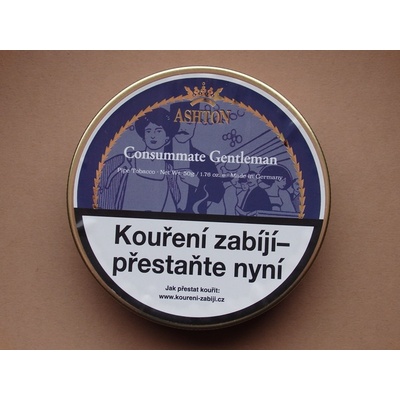 ASHTON
Consummate Gentleman
Pipe Tobacco - Net Wt. 50g / 1.76 ozs. - Made in Germany
Kouření zabíjí–
přestaňte nyní
Jak přestat kouřit:
www.koureni-zabiji.cz